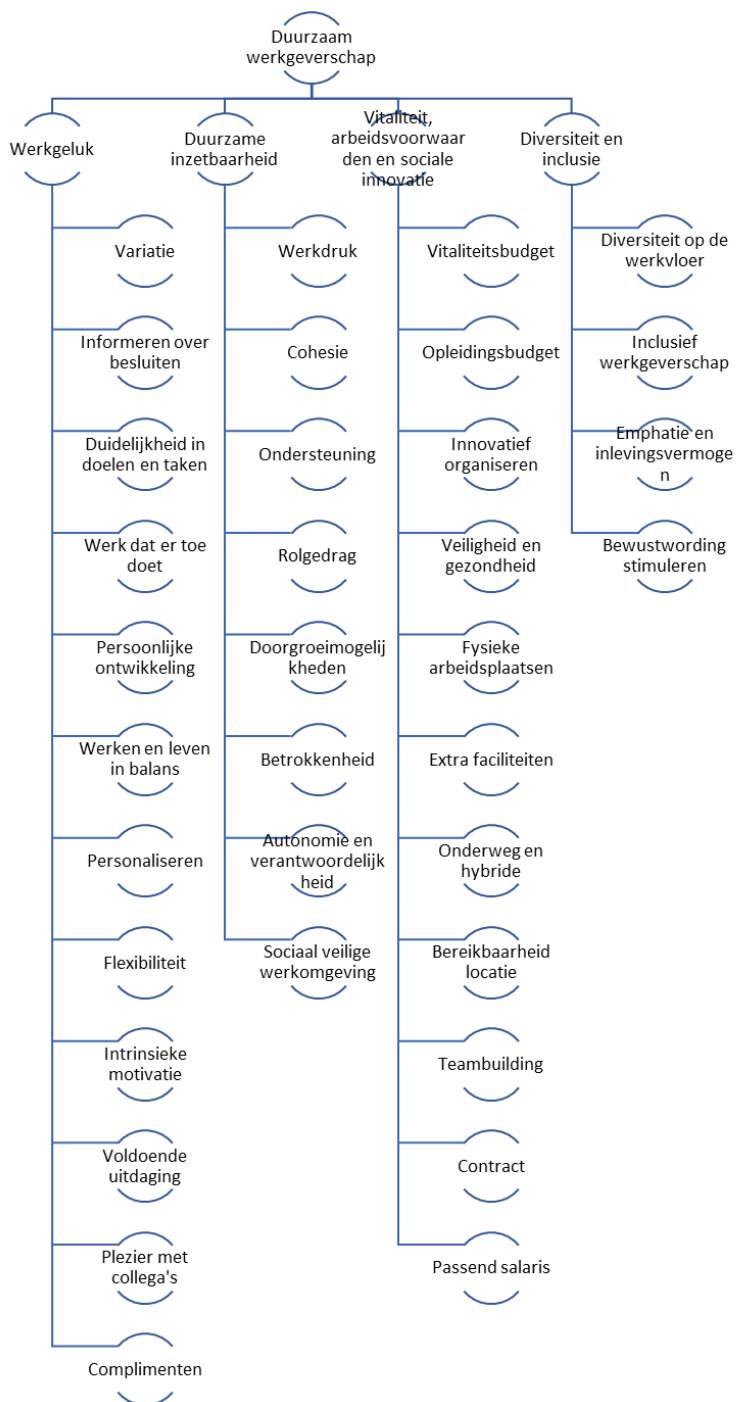 Duurzaam
werkgeverschap
Werkgeluk
Variatie
Informeren over
besluiten
Duidelijkheid in
doelen en taken
Werk dat er toe
doet
Persoonlijke
ontwikkeling
Werken en leven
in balans
Personaliseren
Flexibiliteit
Intrinsieke
motivatie
Voldoende
uitdaging
Plezier met
collega's
Complimenten
Duurzame
inzetbaarheid
Werkdruk
Cohesie
Ondersteuning
Rolgedrag
Doorgroeimogelij
kheden
Betrokkenheid
Autonomie en
verantwoordelijk
heid
Sociaal veilige
werkomgeving
Vitaliteit,
arbeidsvoorwaar
den en sociale
innovatie
Vitaliteitsbudget
Opleidingsbudget
Innovatief
organiseren
Veiligheid en
gezondheid
Fysieke
arbeidsplaatsen
Extra faciliteiten
Onderweg en
hybride
Bereikbaarheid
locatie
Teambuilding
Contract
Passend salaris
Diversiteit en
inclusie
Diversiteit op de
werkvloer
Inclusief
werkgeverschap
Emphatie en
inlevingsvermoge
n
Bewustwording
stimuleren